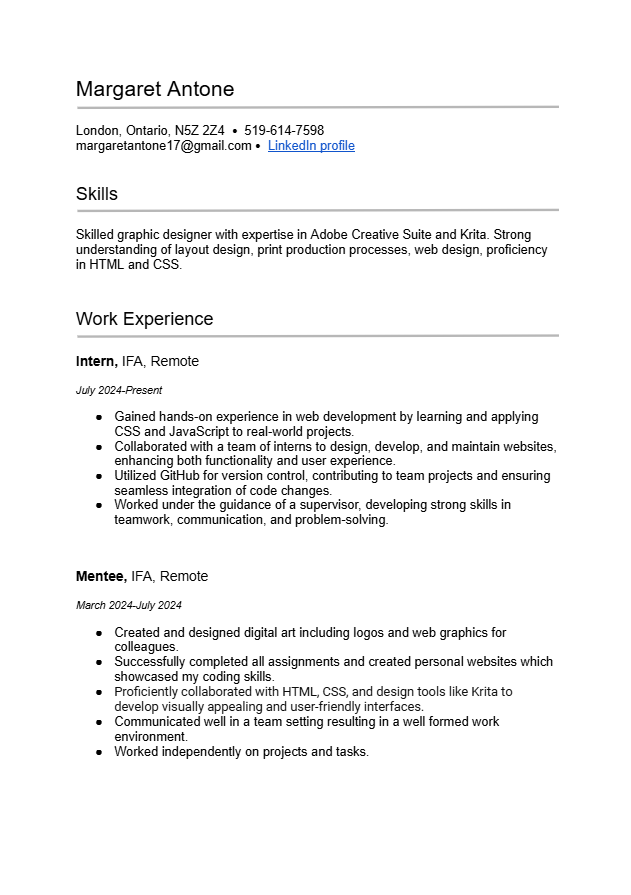 Margaret Antone
London, Ontario, N5Z 2Z4 • 519-614-7598
margaretantone17@gmail.com • LinkedIn profile
Skills
Skilled graphic designer with expertise in Adobe Creative Suite and Krita. Strong
understanding of layout design, print production processes, web design, proficiency
in HTML and CSS.
Work Experience
Intern, IFA, Remote
July 2024-Present
● Gained hands-on experience in web development by learning and applying
CSS and JavaScript to real-world projects.
● Collaborated with a team of interns to design, develop, and maintain websites,
enhancing both functionality and user experience.
● Utilized GitHub for version control, contributing to team projects and ensuring
seamless integration of code changes.
● Worked under the guidance of a supervisor, developing strong skills in
teamwork, communication, and problem-solving.
Mentee, IFA, Remote
March 2024-July 2024
● Created and designed digital art including logos and web graphics for
colleagues.
● Successfully completed all assignments and created personal websites which
showcased my coding skills.
● Proficiently collaborated with HTML, CSS, and design tools like Krita to
develop visually appealing and user-friendly interfaces.
● Communicated well in a team setting resulting in a well formed work
environment.
● Worked independently on projects and tasks.